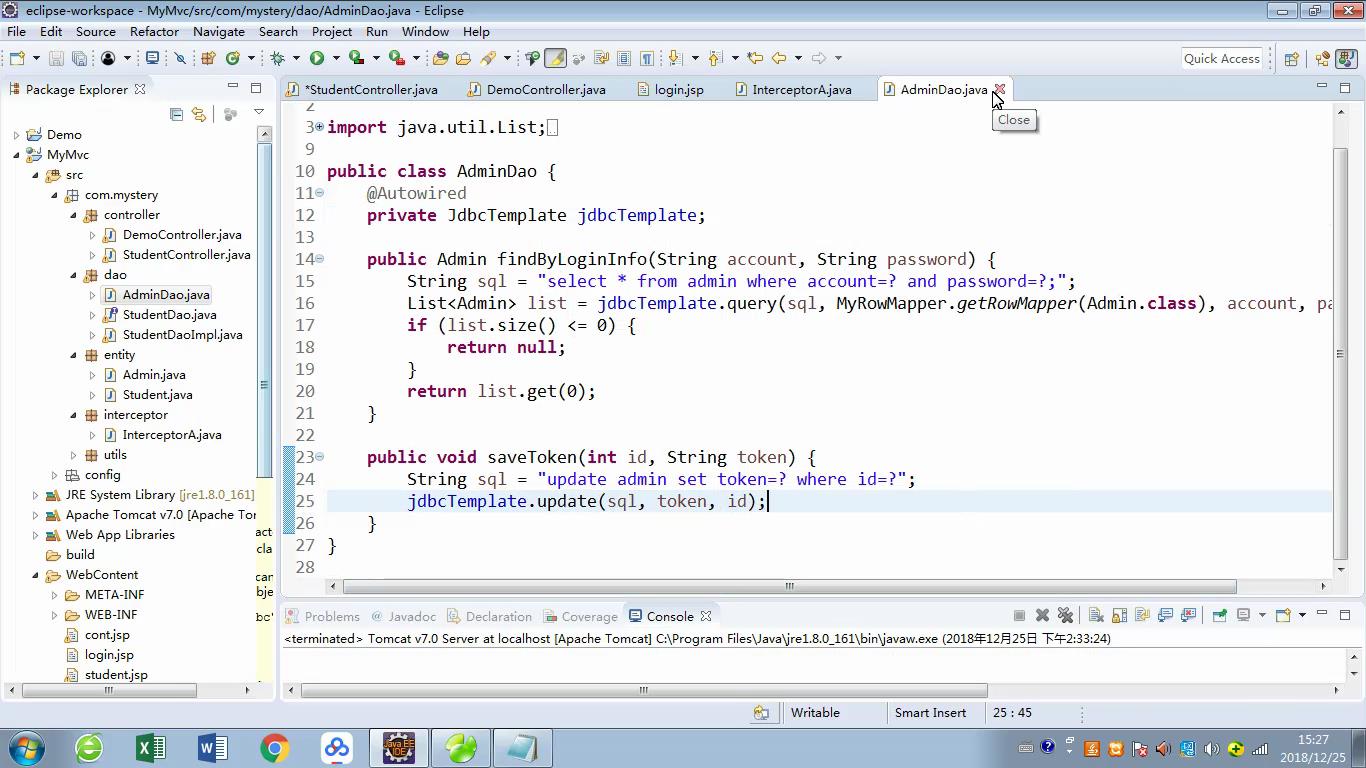 eclipse-workspace - MyMvc/src/com/mystery/dao/AdminDao.java - Eclipse
File Edit Source Refactor Navigate Search Project Run Window Help
Quick Access
Package Explorer
*StudentController.java DemoController.java login.jsp InterceptorA.java AdminDao.java
Close
Demo
MyMvc
src
com.mystery
controller
DemoController.java
StudentController.java
dao
AdminDao.java
StudentDao.java
StudentDaoImpl.java
entity
Admin.java
Student.java
interceptor
InterceptorA.java
utils
config
JRE System Library [jre1.8.0_161]
Apache Tomcat v7.0 [Apache Tor
Web App Libraries
build
WebContent
META-INF
WEB-INF
cont.jsp
login.jsp
student.jsp
2
3 import java.util.List;
9
10 public class AdminDao {
11 @Autowired
12 private JdbcTemplate jdbcTemplate;
13
14 public Admin findByLoginInfo(String account, String password) {
15 String sql = "select * from admin where account=? and password=?;";
16 List<Admin> list = jdbcTemplate.query(sql, MyRowMapper.getRowMapper(Admin.class), account, pa
17 if (list.size() <= 0) {
18 return null;
19 }
20 return list.get(0);
21 }
22
23 public void saveToken(int id, String token) {
24 String sql = "update admin set token=? where id=?";
25 jdbcTemplate.update(sql, token, id);
26 }
27 }
28
Problems Javadoc Declaration Coverage Console
<terminated> Tomcat v7.0 Server at localhost [Apache Tomcat] C:\Program Files\Java\jre1.8.0_161\bin\javaw.exe (2018年12月25日 下午2:33:24)
Writable Smart Insert 25 : 45
15:27
2018/12/25